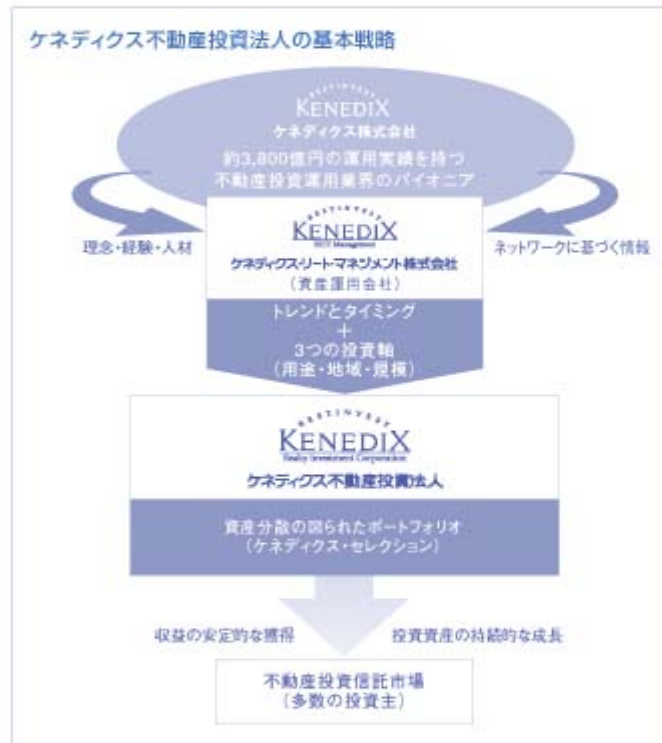 ケネディクス不動産投資法人の基本戦略
BESTINVEST
KENEDIX
ケネディクス株式会社
約3,800億円の運用実績を持つ
不動産投資運用業界のパイオニア
理念・経験・人材
ネットワークに基づく情報
BESTINVEST
KENEDIX
REIT Management
ケネディクス・リート・マネジメント株式会社
(資産運用会社)
トレンドとタイミング
+
3つの投資軸
(用途・地域・規模)
BESTINVEST
KENEDIX
Realty Investment Corporation
ケネディクス不動産投資法人
資産分散の図られたポートフォリオ
(ケネディクス・セレクション)
収益の安定的な獲得
投資資産の持続的な成長
不動産投資信託市場
(多数の投資主)